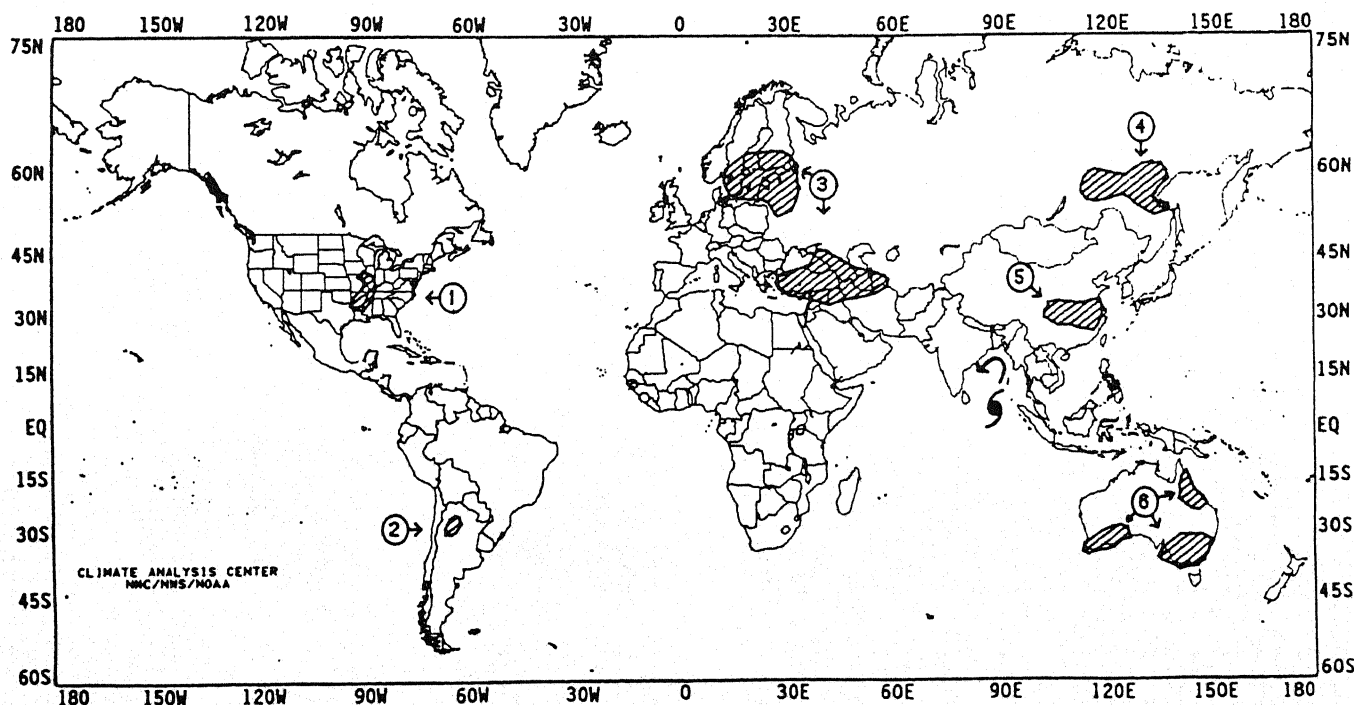 180 150W 120W 90W 60W 30W 0 30E 60E 90E 120E 150E 180
75N 75N
4
60N 60N
3
45N 45N
5
1
30N 30N
15N 15N
EQ EQ
15S 15S
6
2
30S 30S
CLIMATE ANALYSIS CENTER
NMC/NWS/NOAA
45S 45S
60S 60S
180 150W 120W 90W 60W 30W 0 30E 60E 90E 120E 150E 180